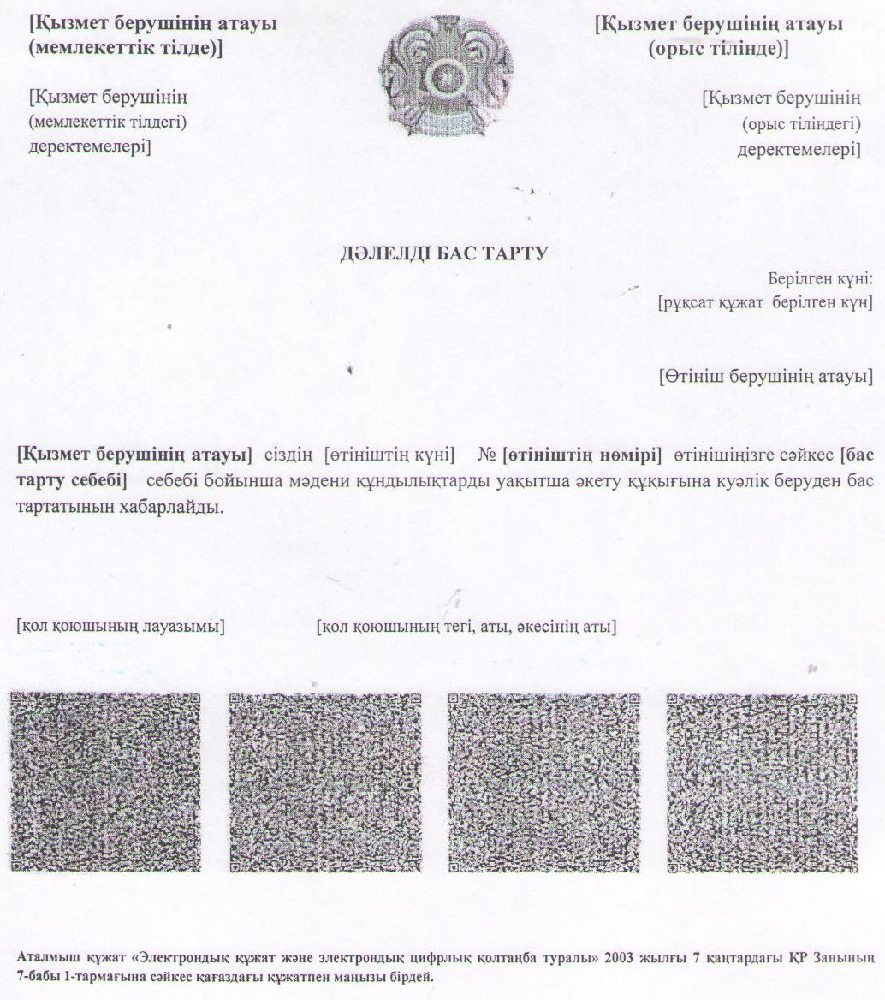 [Қызмет берушінің атауы
(мемлекеттік тілде)]
[Қызмет берушінің
(мемлекеттік тілдегі)
деректемелері]
[Қызмет берушінің атауы
(орыс тілінде)]
[Қызмет берушінің
(орыс тіліндегі)
деректемелері]
ДӘЛЕЛДІ БАС ТАРТУ
Берілген күні:
[рұқсат құжат берілген күн]
[Өтініш берушінің атауы]
[Қызмет берушінің атауы] сіздің [өтініштің күні] № [өтініштің нөмірі] өтінішіңізге сәйкес [бас
тарту себебі] себебі бойынша мәдени құндылықтарды уақытша әкету құқығына куәлік беруден бас
тартатынын хабарлайды.
[қол қоюшының лауазымы] [қол қоюшының тегі, аты, әкесінің аты]
Аталмыш құжат «Электрондық құжат және электрондық цифрлық қолтаңба туралы» 2003 жылғы 7 қаңтардағы ҚР Занының
7-бабы 1-тармағына сәйкес қағаздағы құжатпен маңызы бірдей.